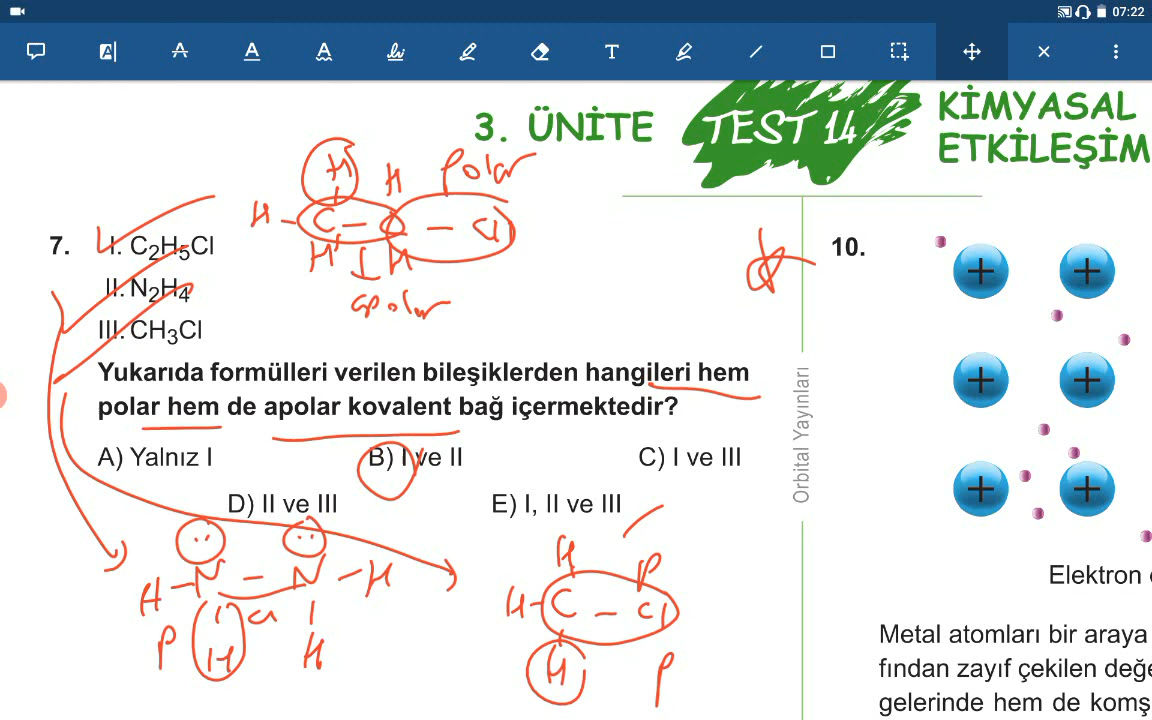 07:22
3. ÜNİTE
TEST 14
KİMYASAL
ETKİLEŞİM
H
H
polar
H - C - C - Cl
H H
apolar
7. I. C₂H₅Cl
II. N₂H₄
III. CH₃Cl
Yukarıda formülleri verilen bileşiklerden hangileri hem
polar hem de apolar kovalent bağ içermektedir?
A) Yalnız I
B) I ve II
C) I ve III
D) II ve III
E) I, II ve III
H - N - N - H
P H H
H P
H - C - Cl
H P
Orbital Yayınları
10.
+ +
+ +
+ +
Elektron
Metal atomları bir araya
fından zayıf çekilen değe
gelerinde hem de komş